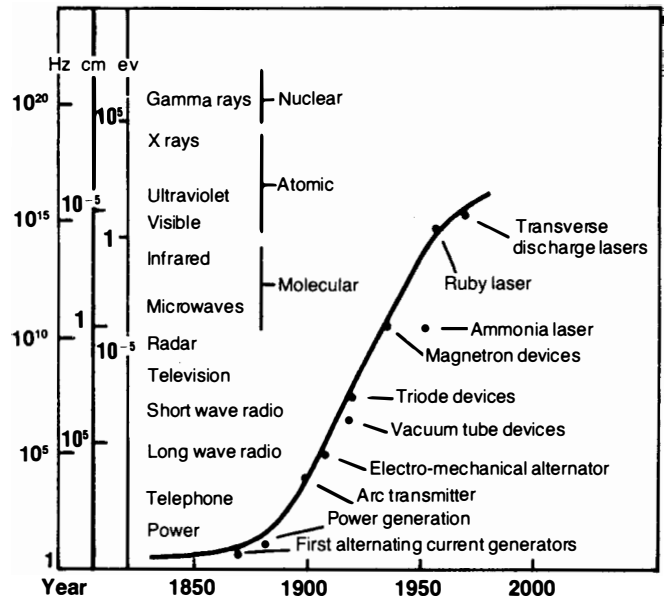 Hz cm ev
10²⁰
Gamma rays
Nuclear
10⁵
X rays
Atomic
Ultraviolet
10⁻⁵
10¹⁵
Visible
Transverse
discharge lasers
1
Infrared
Ruby laser
Molecular
Microwaves
1
Ammonia laser
10¹⁰
Radar
10⁻⁵
Magnetron devices
Television
Triode devices
Short wave radio
Vacuum tube devices
10⁵
10⁵
Long wave radio
Electro-mechanical alternator
Telephone
Arc transmitter
Power generation
Power
First alternating current generators
1
Year 1850 1900 1950 2000